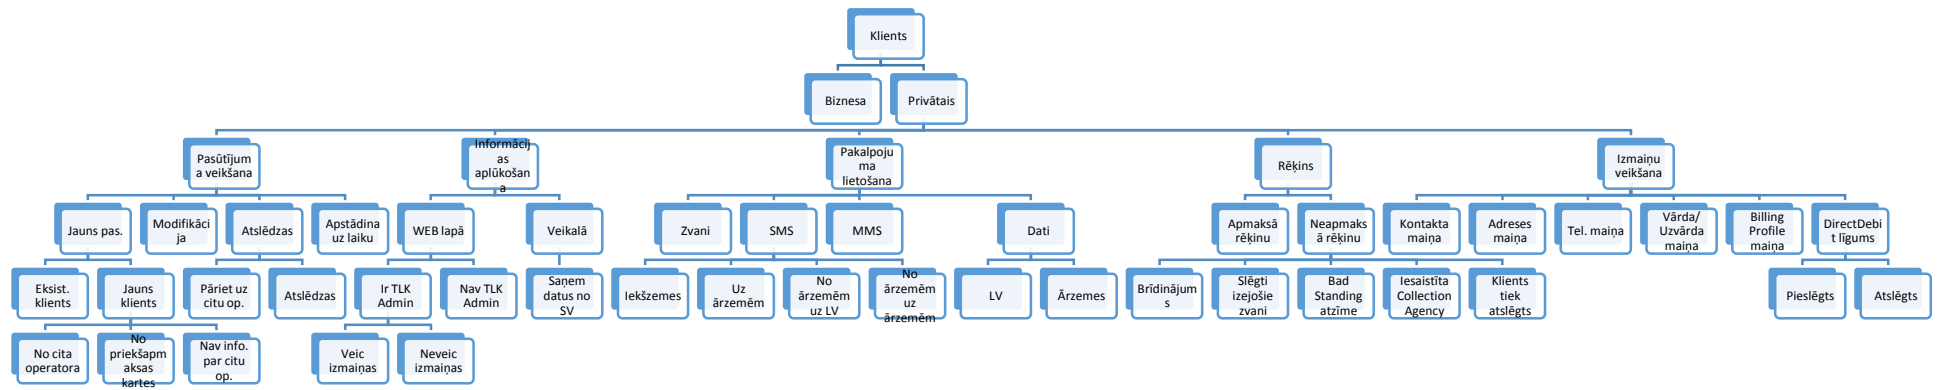 Klients
Biznesa
Privātais
Pasūtījum
a veikšana
Informācij
as
aplūkošan
a
Pakalpoju
ma
lietošana
Rēķins
Izmaiņu
veikšana
Jauns pas.
Modifikāci
ja
Atslēdzas
Apstādina
uz laiku
WEB lapā
Veikalā
Zvani
SMS
MMS
Dati
Apmaksā
rēķinu
Neapmaks
ā rēķinu
Kontakta
maiņa
Adreses
maiņa
Tel. maiņa
Vārda/
Uzvārda
maiņa
Billing
Profile
maiņa
DirectDebi
t līgums
Eksist.
klients
Jauns
klients
Pāriet uz
citu op.
Atslēdzas
Ir TLK
Admin
Nav TLK
Admin
Saņem
datus no
SV
Iekšzemes
Uz
ārzemēm
No
ārzemēm
uz LV
No
ārzemēm
uz
ārzemēm
LV
Ārzemes
Brīdinājum
s
Slēgti
izejošie
zvani
Bad
Standing
atzīme
Iesaistīta
Collection
Agency
Klients
tiek
atslēgts
Pieslēgts
Atslēgts
No cita
operatora
No
priekšapm
aksas
kartes
Nav info.
par citu
op.
Veic
izmaiņas
Neveic
izmaiņas